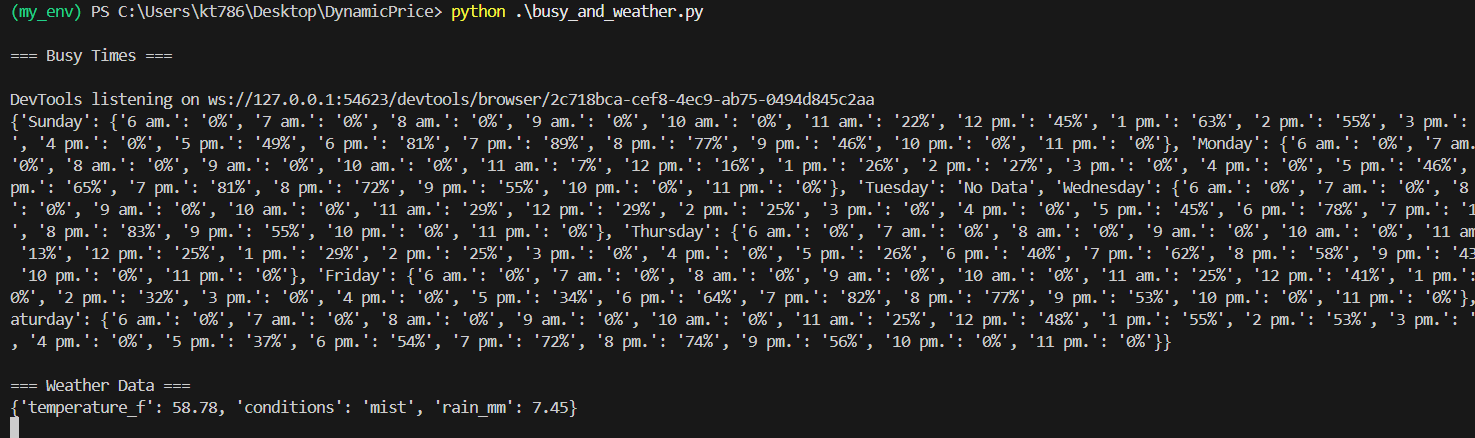 (my_env) PS C:\Users\kt786\Desktop\DynamicPrice> python .\busy_and_weather.py
=== Busy Times ===
DevTools listening on ws://127.0.0.1:54623/devtools/browser/2c718bca-cef8-4ec9-ab75-0494d845c2aa
{'Sunday': {'6 am.': '0%', '7 am.': '0%', '8 am.': '0%', '9 am.': '0%', '10 am.': '0%', '11 am.': '22%', '12 pm.': '45%', '1 pm.': '63%', '2 pm.': '55%', '3 pm.': '
', '4 pm.': '0%', '5 pm.': '49%', '6 pm.': '81%', '7 pm.': '89%', '8 pm.': '77%', '9 pm.': '46%', '10 pm.': '0%', '11 pm.': '0%'}, 'Monday': {'6 am.': '0%', '7 am.
'0%', '8 am.': '0%', '9 am.': '0%', '10 am.': '0%', '11 am.': '7%', '12 pm.': '16%', '1 pm.': '26%', '2 pm.': '27%', '3 pm.': '0%', '4 pm.': '0%', '5 pm.': '46%',
pm.': '65%', '7 pm.': '81%', '8 pm.': '72%', '9 pm.': '55%', '10 pm.': '0%', '11 pm.': '0%'}, 'Tuesday': 'No Data', 'Wednesday': {'6 am.': '0%', '7 am.': '0%', '8
': '0%', '9 am.': '0%', '10 am.': '0%', '11 am.': '29%', '12 pm.': '29%', '2 pm.': '25%', '3 pm.': '0%', '4 pm.': '0%', '5 pm.': '45%', '6 pm.': '78%', '7 pm.': '1
', '8 pm.': '83%', '9 pm.': '55%', '10 pm.': '0%', '11 pm.': '0%'}, 'Thursday': {'6 am.': '0%', '7 am.': '0%', '8 am.': '0%', '9 am.': '0%', '10 am.': '0%', '11 am
'13%', '12 pm.': '25%', '1 pm.': '29%', '2 pm.': '25%', '3 pm.': '0%', '4 pm.': '0%', '5 pm.': '26%', '6 pm.': '40%', '7 pm.': '62%', '8 pm.': '58%', '9 pm.': '43
'10 pm.': '0%', '11 pm.': '0%'}, 'Friday': {'6 am.': '0%', '7 am.': '0%', '8 am.': '0%', '9 am.': '0%', '10 am.': '0%', '11 am.': '25%', '12 pm.': '41%', '1 pm.':
0%', '2 pm.': '32%', '3 pm.': '0%', '4 pm.': '0%', '5 pm.': '34%', '6 pm.': '64%', '7 pm.': '82%', '8 pm.': '77%', '9 pm.': '53%', '10 pm.': '0%', '11 pm.': '0%'},
aturday': {'6 am.': '0%', '7 am.': '0%', '8 am.': '0%', '9 am.': '0%', '10 am.': '0%', '11 am.': '25%', '12 pm.': '48%', '1 pm.': '55%', '2 pm.': '53%', '3 pm.': '
, '4 pm.': '0%', '5 pm.': '37%', '6 pm.': '54%', '7 pm.': '72%', '8 pm.': '74%', '9 pm.': '56%', '10 pm.': '0%', '11 pm.': '0%'}}
=== Weather Data ===
{'temperature_f': 58.78, 'conditions': 'mist', 'rain_mm': 7.45}